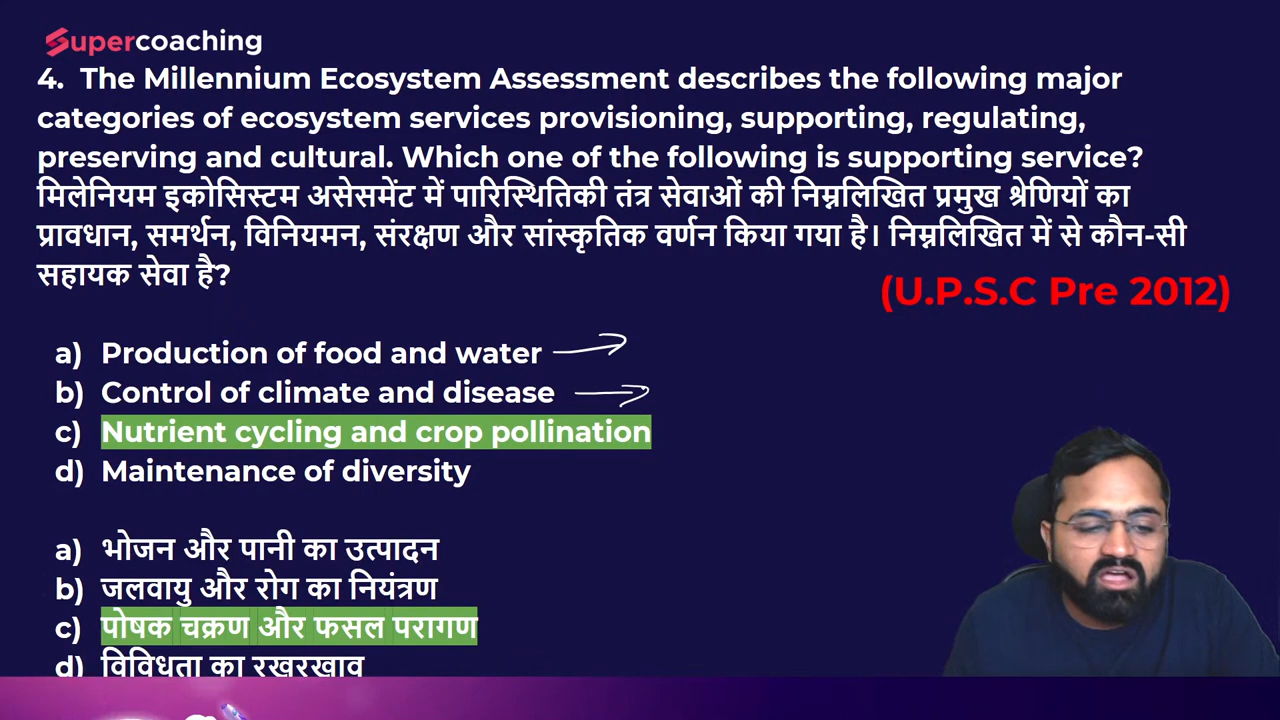 Supercoaching
4. The Millennium Ecosystem Assessment describes the following major
categories of ecosystem services provisioning, supporting, regulating,
preserving and cultural. Which one of the following is supporting service?
मिलेनियम इकोसिस्टम असेसमेंट में पारिस्थितिकी तंत्र सेवाओं की निम्नलिखित प्रमुख श्रेणियों का
प्रावधान, समर्थन, विनियमन, संरक्षण और सांस्कृतिक वर्णन किया गया है। निम्नलिखित में से कौन-सी
सहायक सेवा है?
(U.P.S.C Pre 2012)
a) Production of food and water
b) Control of climate and disease
c) Nutrient cycling and crop pollination
d) Maintenance of diversity
a) भोजन और पानी का उत्पादन
b) जलवायु और रोग का नियंत्रण
c) पोषक चक्रण और फसल परागण
d) विविधता का रखरखाव